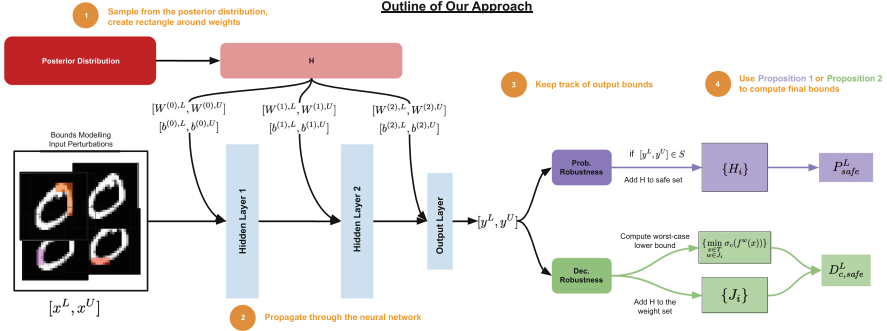 Outline of Our Approach
1
Sample from the posterior distribution,
create rectangle around weights
Posterior Distribution
H
[W^{(0),L}, W^{(0),U}]
[b^{(0),L}, b^{(0),U}]
[W^{(1),L}, W^{(1),U}]
[b^{(1),L}, b^{(1),U}]
[W^{(2),L}, W^{(2),U}]
[b^{(2),L}, b^{(2),U}]
Bounds Modelling
Input Perturbations
[x^L, x^U]
Hidden Layer 1
Hidden Layer 2
Output Layer
2
Propagate through the neural network
[y^L, y^U]
3
Keep track of output bounds
4
Use Proposition 1 or Proposition 2
to compute final bounds
Prob.
Robustness
if [y^L, y^U] ∈ S
Add H to safe set
{H_i}
P^L_{safe}
Dec.
Robustness
Compute worst-case
lower bound
{min_{x∈T, w∈J_i} σ_c(f^w(x))}
Add H to the
weight set
{J_i}
D^L_{c,safe}